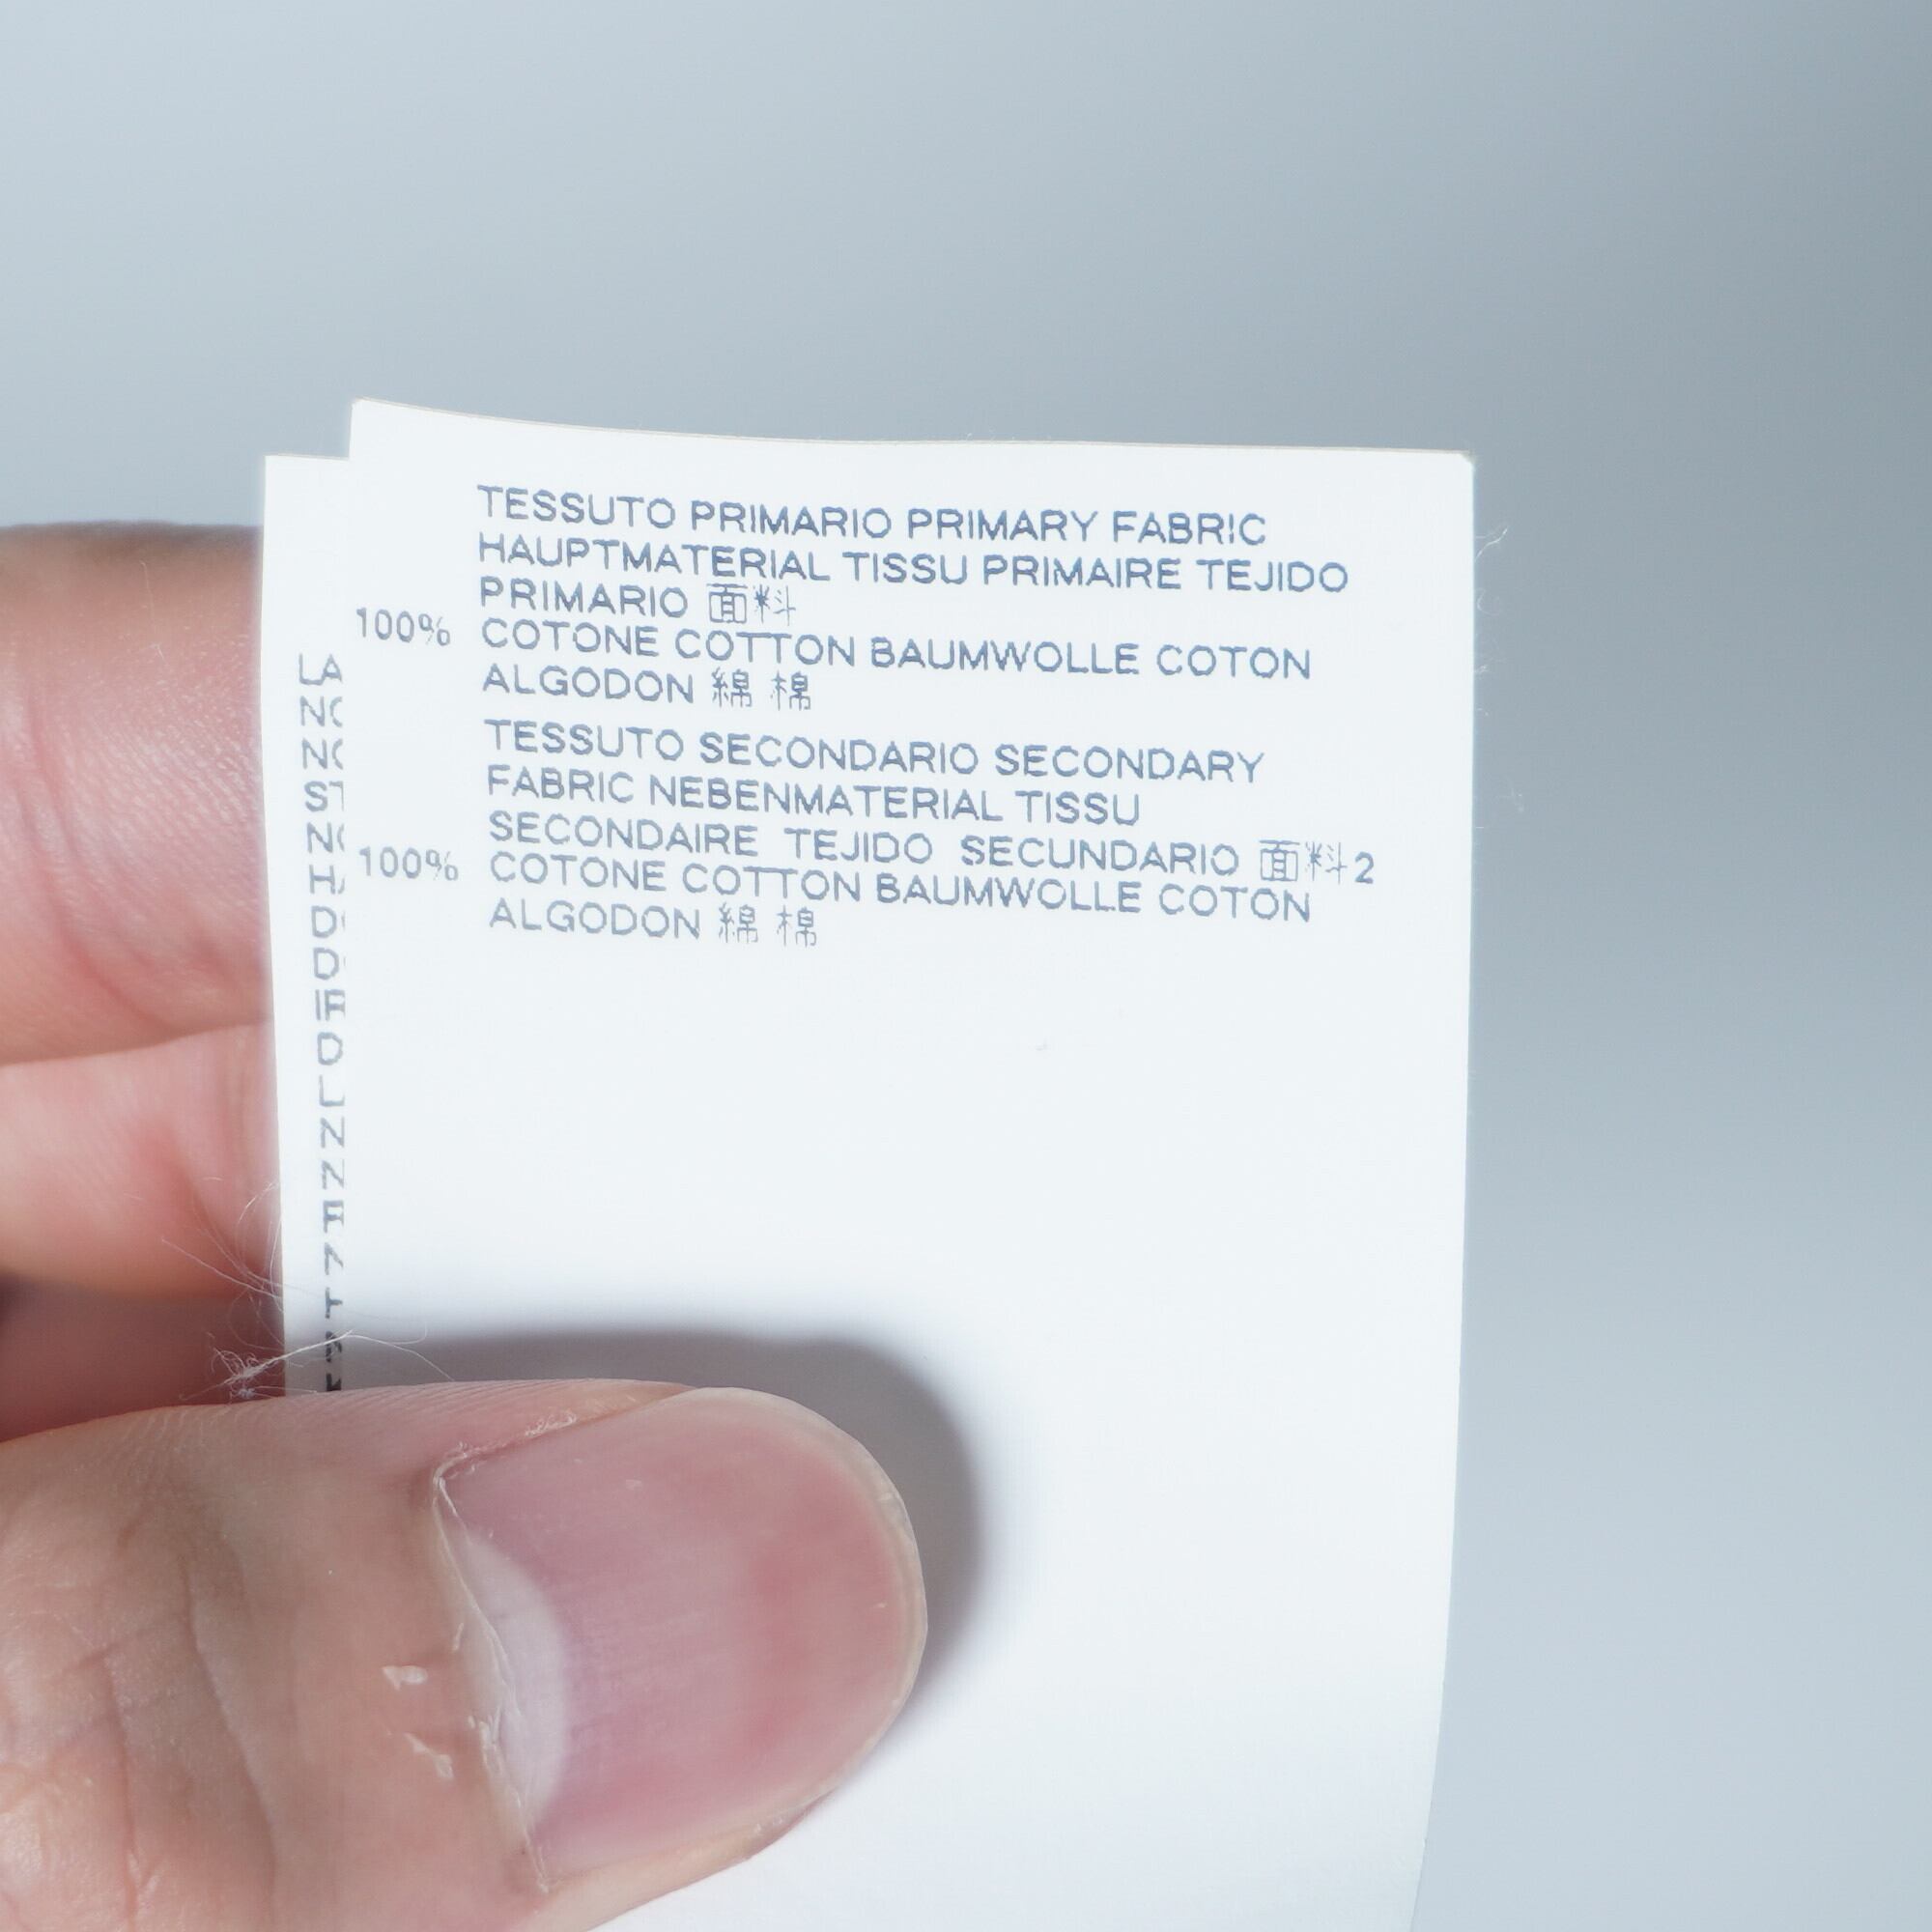 TESSUTO PRIMARIO PRIMARY FABRIC
HAUPTMATERIAL TISSU PRIMAIRE TEJIDO
PRIMARIO 面料
100% COTONE COTTON BAUMWOLLE COTON
ALGODON 綿 棉
TESSUTO SECONDARIO SECONDARY
FABRIC NEBENMATERIAL TISSU
SECONDAIRE TEJIDO SECUNDARIO 面料2
100% COTONE COTTON BAUMWOLLE COTON
ALGODON 綿 棉